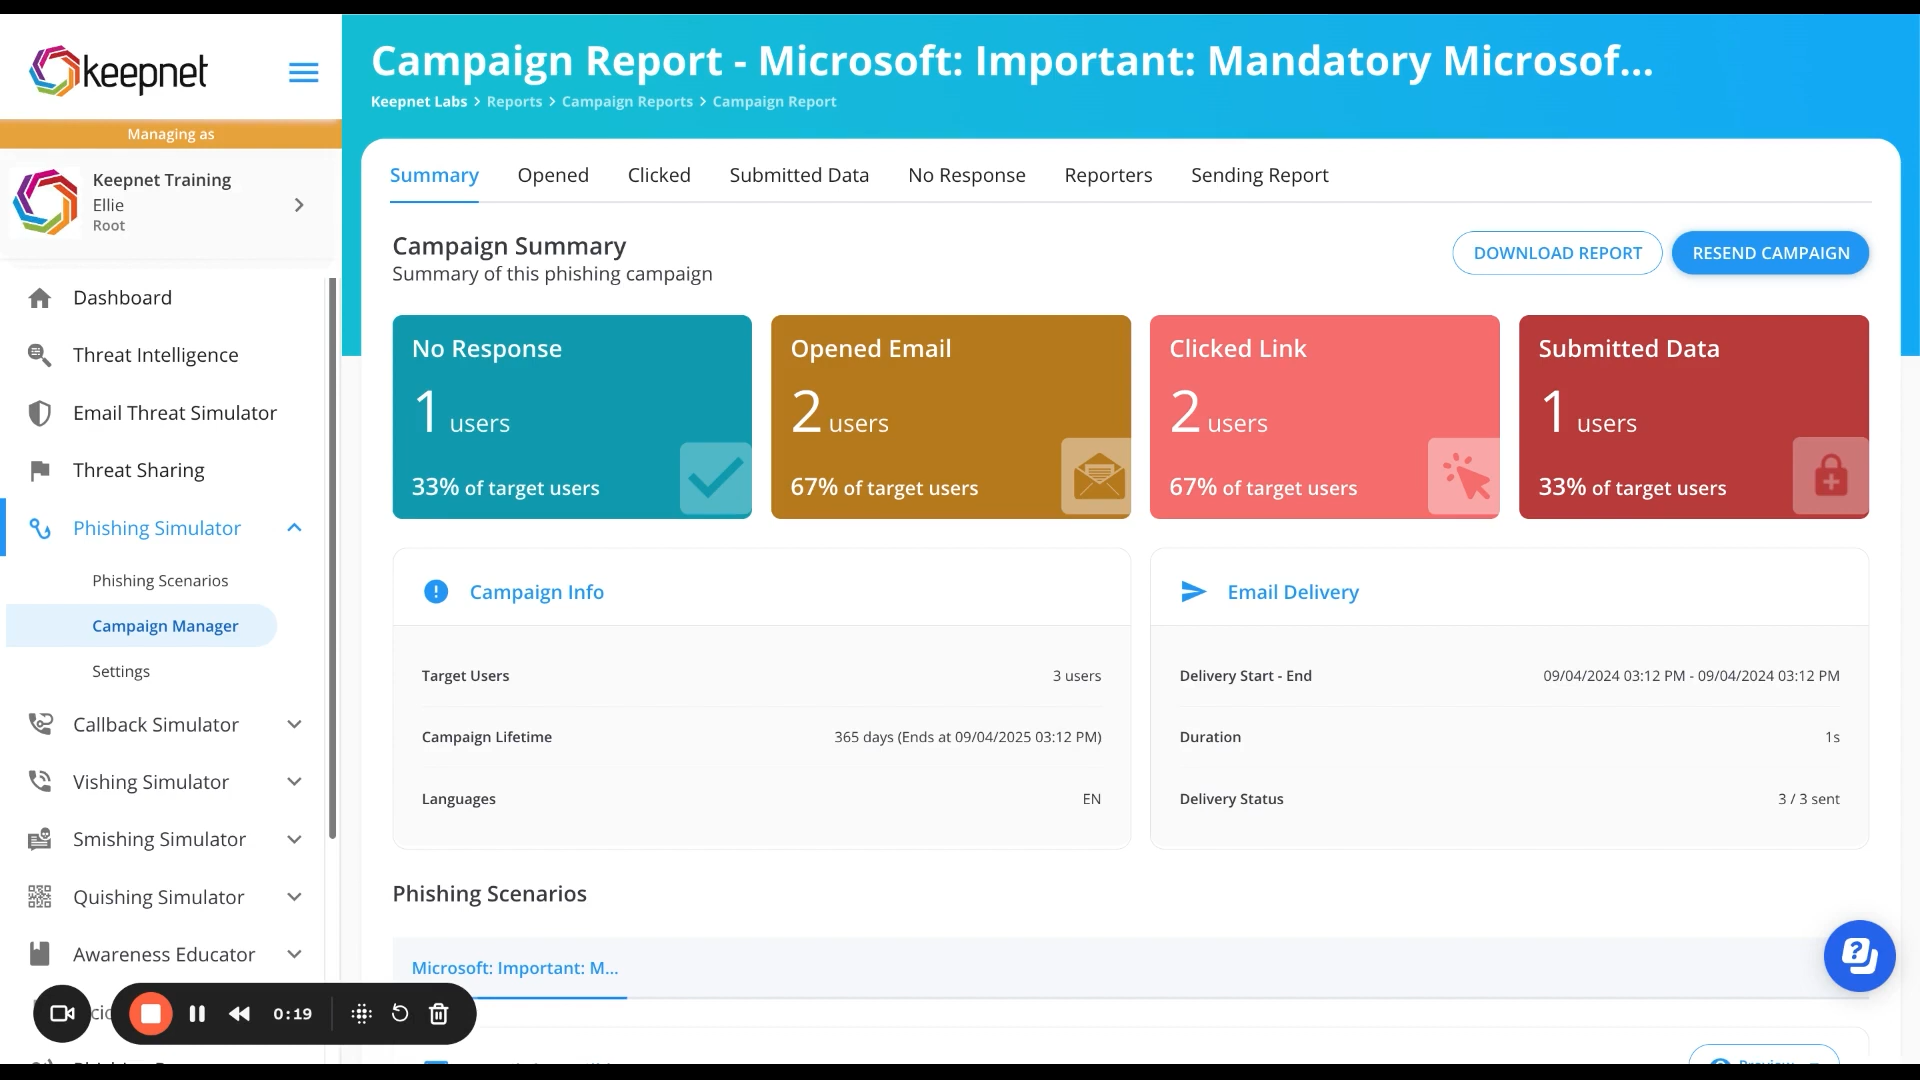 keepnet
Managing as
Keepnet Training
Ellie
Root
Dashboard
Threat Intelligence
Email Threat Simulator
Threat Sharing
Phishing Simulator
Phishing Scenarios
Campaign Manager
Settings
Callback Simulator
Vishing Simulator
Smishing Simulator
Quishing Simulator
Awareness Educator
0:19
Campaign Report - Microsoft: Important: Mandatory Microsof...
Keepnet Labs > Reports > Campaign Reports > Campaign Report
Summary Opened Clicked Submitted Data No Response Reporters Sending Report
Campaign Summary
Summary of this phishing campaign
DOWNLOAD REPORT
RESEND CAMPAIGN
No Response
1 users
33% of target users
Opened Email
2 users
67% of target users
Clicked Link
2 users
67% of target users
Submitted Data
1 users
33% of target users
Campaign Info
Target Users 3 users
Campaign Lifetime 365 days (Ends at 09/04/2025 03:12 PM)
Languages EN
Email Delivery
Delivery Start - End 09/04/2024 03:12 PM - 09/04/2024 03:12 PM
Duration 1s
Delivery Status 3 / 3 sent
Phishing Scenarios
Microsoft: Important: M...
Preview